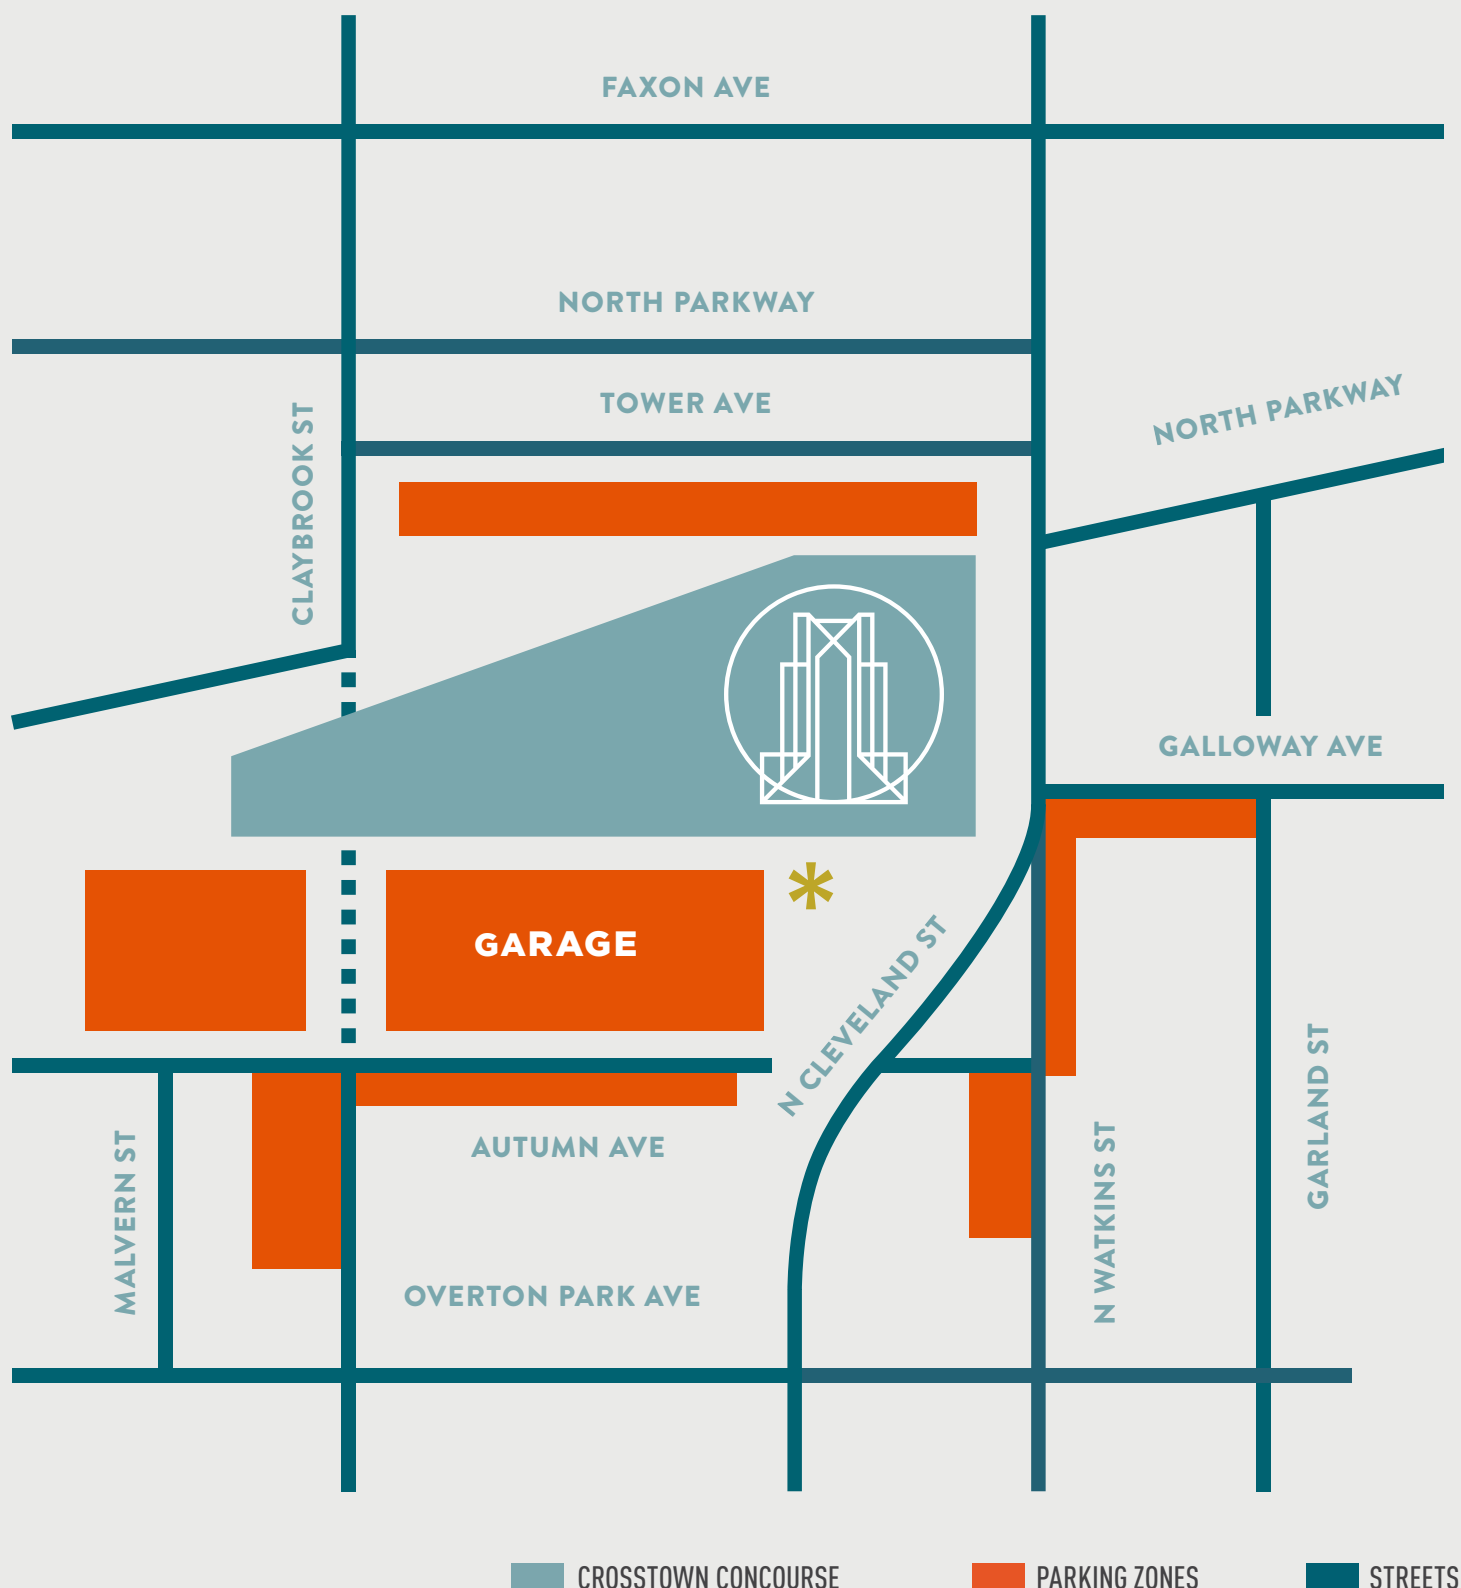 FAXON AVE
NORTH PARKWAY
TOWER AVE
NORTH PARKWAY
CLAYBROOK ST
GALLOWAY AVE
*
GARAGE
N CLEVELAND ST
GARLAND ST
AUTUMN AVE
MALVERN ST
N WATKINS ST
OVERTON PARK AVE
CROSSTOWN CONCOURSE
PARKING ZONES
STREETS